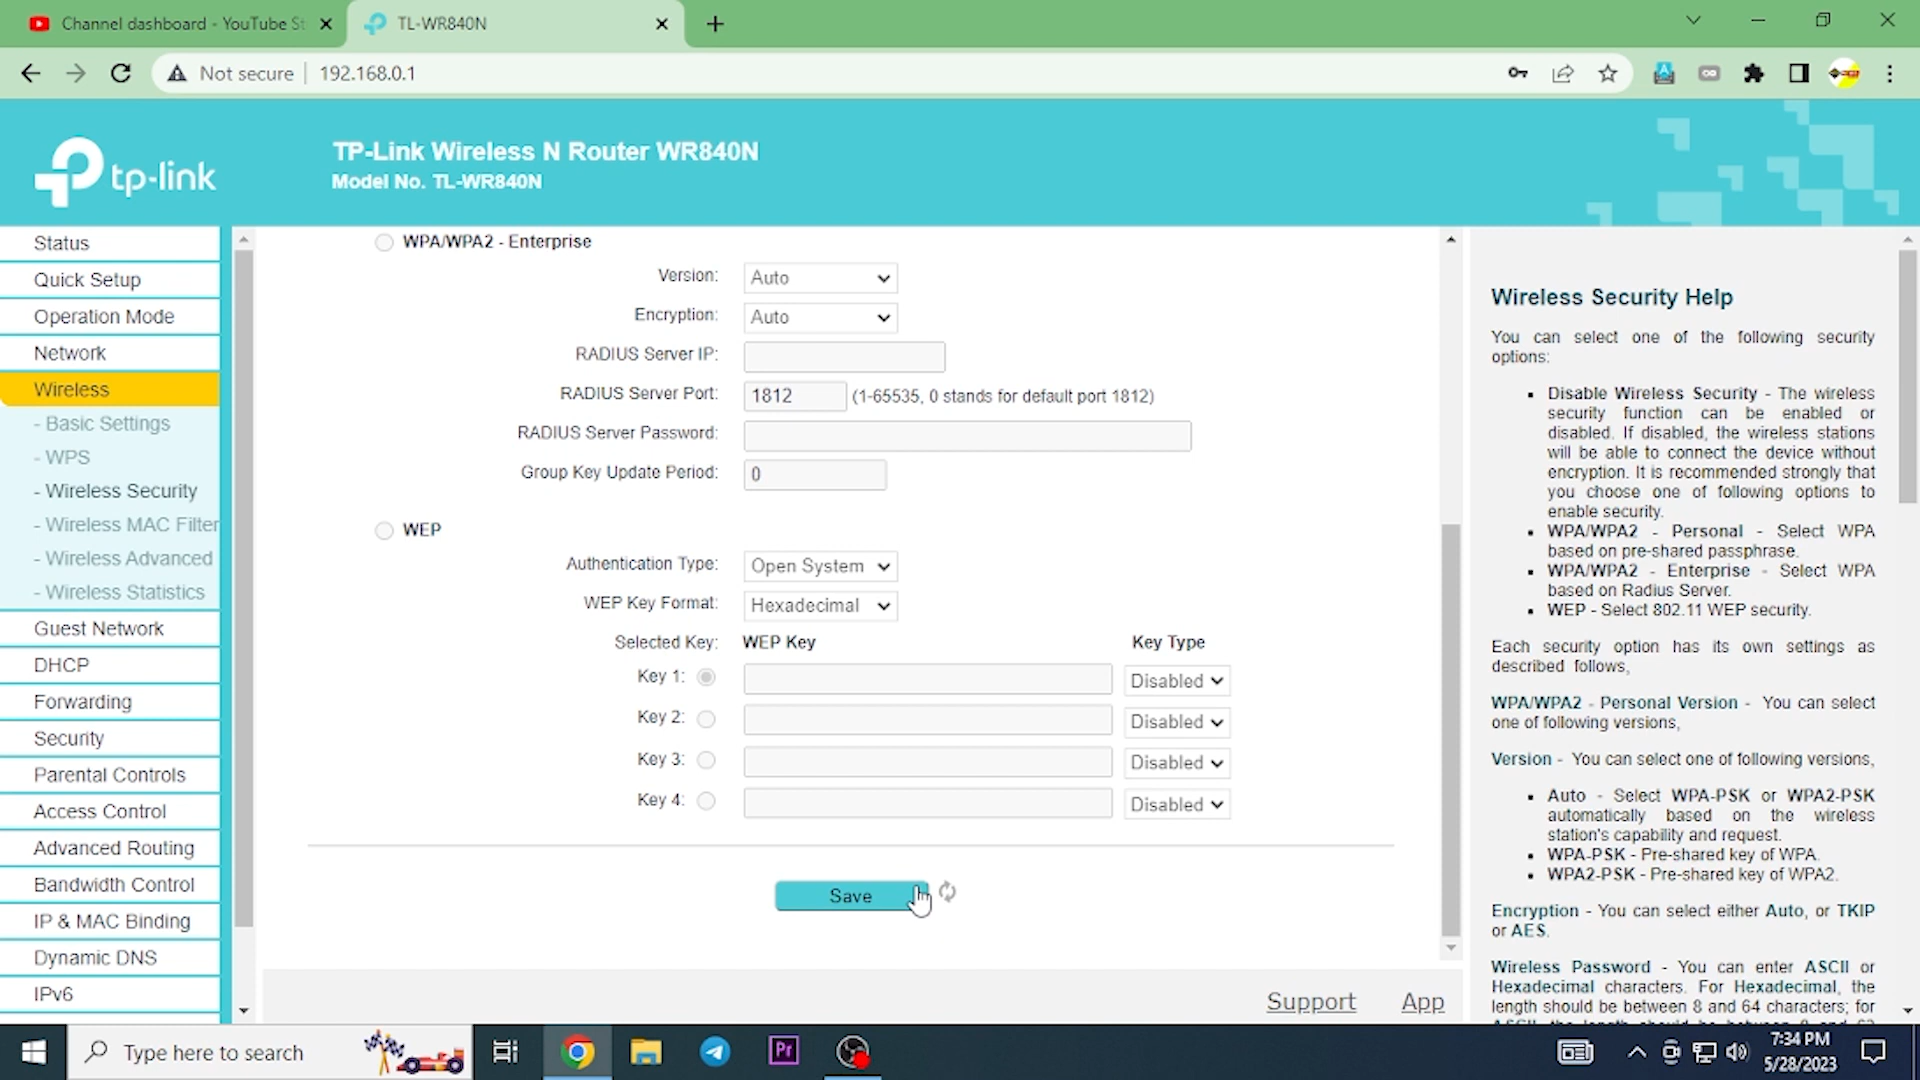 Channel dashboard - YouTube St
TL-WR840N
Not secure
192.168.0.1
tp-link
TP-Link Wireless N Router WR840N
Model No. TL-WR840N
Status
Quick Setup
Operation Mode
Network
Wireless
- Basic Settings
- WPS
- Wireless Security
- Wireless MAC Filter
- Wireless Advanced
- Wireless Statistics
Guest Network
DHCP
Forwarding
Security
Parental Controls
Access Control
Advanced Routing
Bandwidth Control
IP & MAC Binding
Dynamic DNS
IPv6
WPA/WPA2 - Enterprise
Version: Auto
Encryption: Auto
RADIUS Server IP:
RADIUS Server Port: 1812 (1-65535, 0 stands for default port 1812)
RADIUS Server Password:
Group Key Update Period: 0
WEP
Authentication Type: Open System
WEP Key Format: Hexadecimal
Selected Key: WEP Key Key Type
Key 1: Disabled
Key 2: Disabled
Key 3: Disabled
Key 4: Disabled
Save
Support App
Wireless Security Help
You can select one of the following security
options:
Disable Wireless Security - The wireless
security function can be enabled or
disabled. If disabled, the wireless stations
will be able to connect the device without
encryption. It is recommended strongly that
you choose one of following options to
enable security.
WPA/WPA2 - Personal - Select WPA
based on pre-shared passphrase.
WPA/WPA2 - Enterprise - Select WPA
based on Radius Server.
WEP - Select 802.11 WEP security.
Each security option has its own settings as
described follows,
WPA/WPA2 - Personal Version - You can select
one of following versions,
Version - You can select one of following versions,
Auto - Select WPA-PSK or WPA2-PSK
automatically based on the wireless
station's capability and request.
WPA-PSK - Pre-shared key of WPA.
WPA2-PSK - Pre-shared key of WPA2.
Encryption - You can select either Auto, or TKIP
or AES.
Wireless Password - You can enter ASCII or
Hexadecimal characters. For Hexadecimal, the
length should be between 8 and 64 characters; for
Type here to search
Pr
7:34 PM
5/28/2023